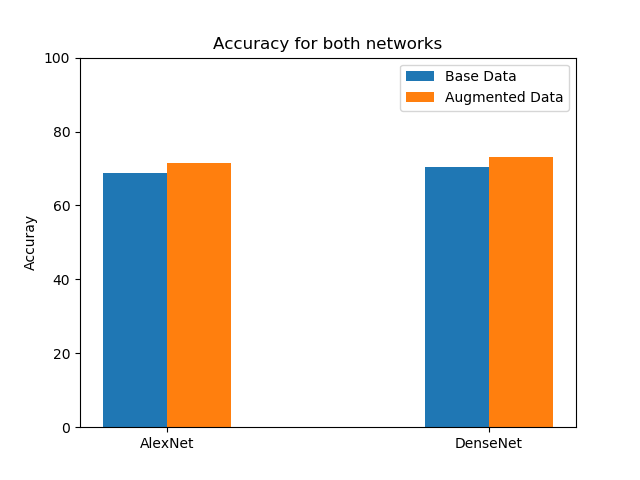 Accuracy for both networks
100
80
60
40
20
0
Accuray
Base Data
Augmented Data
AlexNet
DenseNet